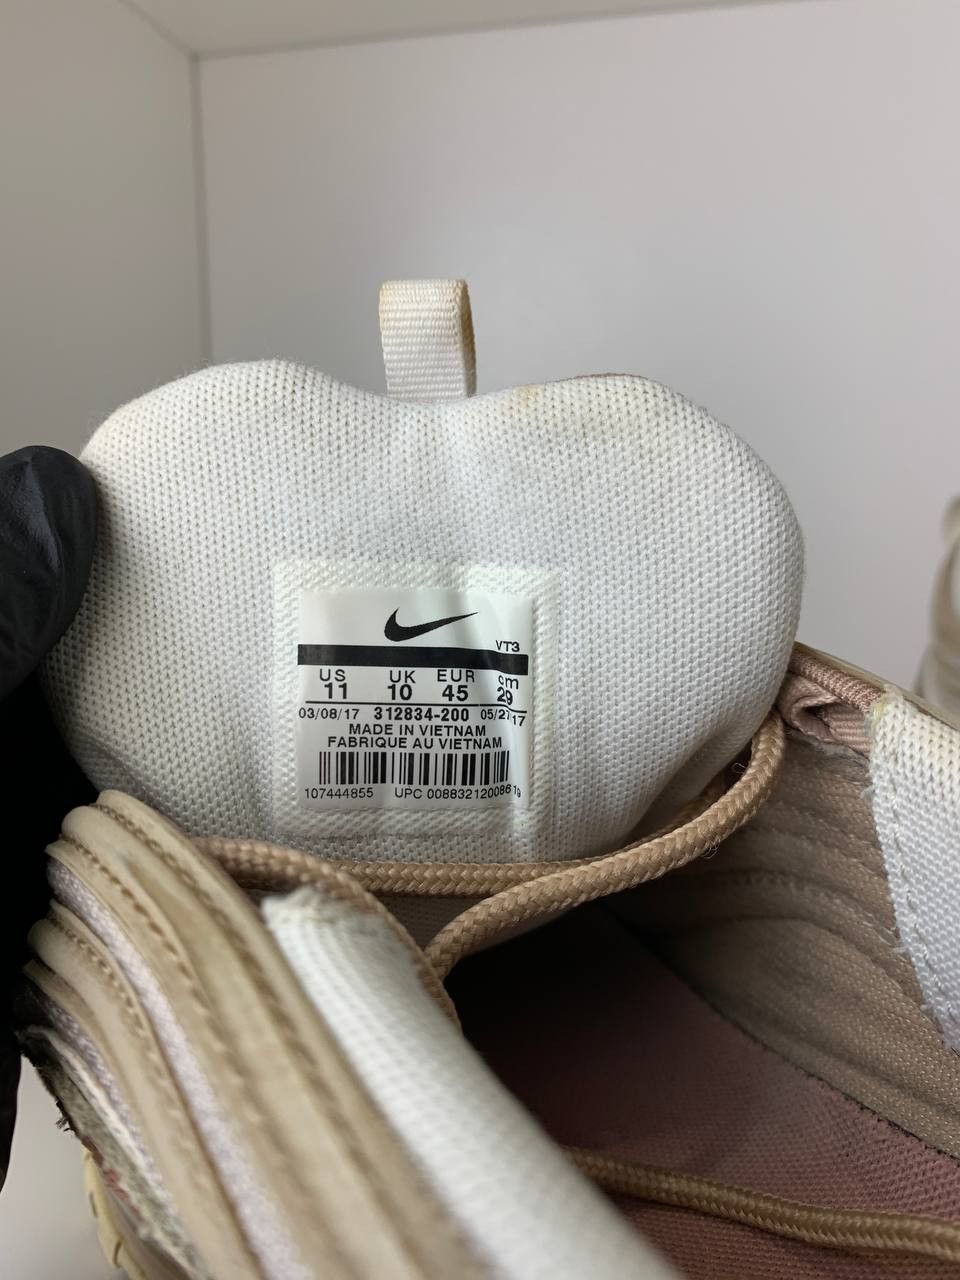 VT3
US UK EUR cm
11 10 45 29
03/08/17 312834-200 05/27/17
MADE IN VIETNAM
FABRIQUE AU VIETNAM
107444855 UPC 00883212008619